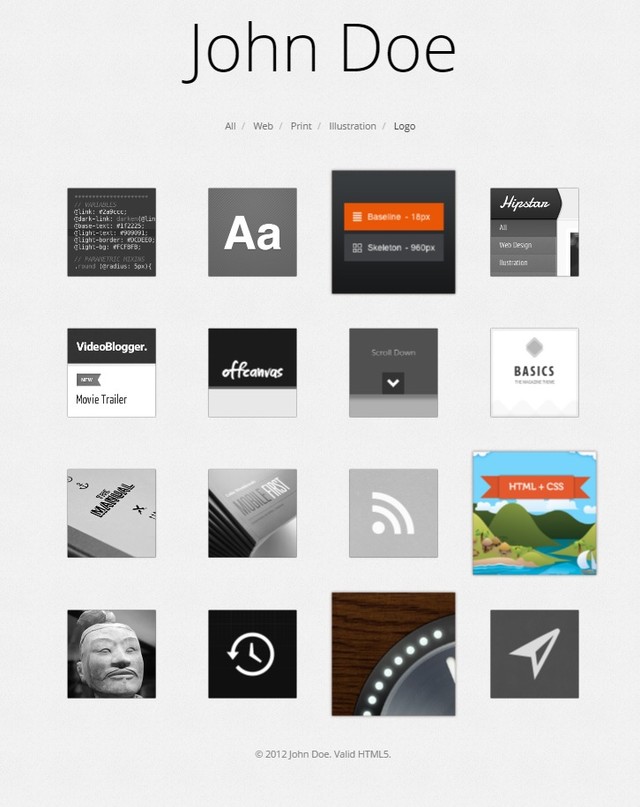 John Doe
All / Web / Print / Illustration / Logo
// VARIABLES
@link: #2a9ccc;
@dark-link: darken(@lin
@base-text: #1f2225;
@light-text: #909091;
@light-border: #DCDEE0;
@light-bg: #FCFBFB;
// PARAMETRIC MIXINS
.round (@radius: 5px){
Aa
Baseline - 18px
Skeleton - 960px
Hipstar
All
Web Design
Ilustration
VideoBlogger.
NEW
Movie Trailer
offcanvas
Scroll Down
BASICS
THE MAGAZINE THEME
THE
MANUAL
MOBILE FIRST
HTML + CSS
© 2012 John Doe. Valid HTML5.